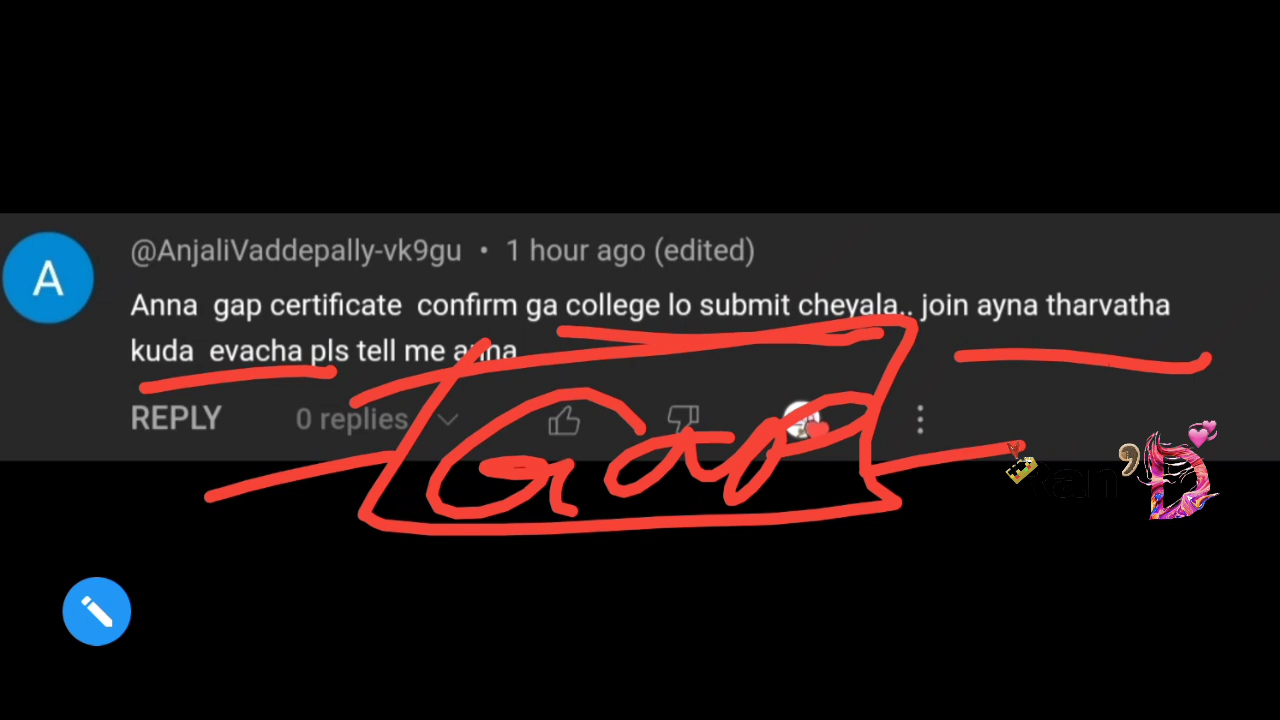 A
@AnjaliVaddepally-vk9gu • 1 hour ago (edited)
Anna gap certificate confirm ga college lo submit cheyala.. join ayna tharvatha
kuda evacha pls tell me anna
REPLY 0 replies
Gap